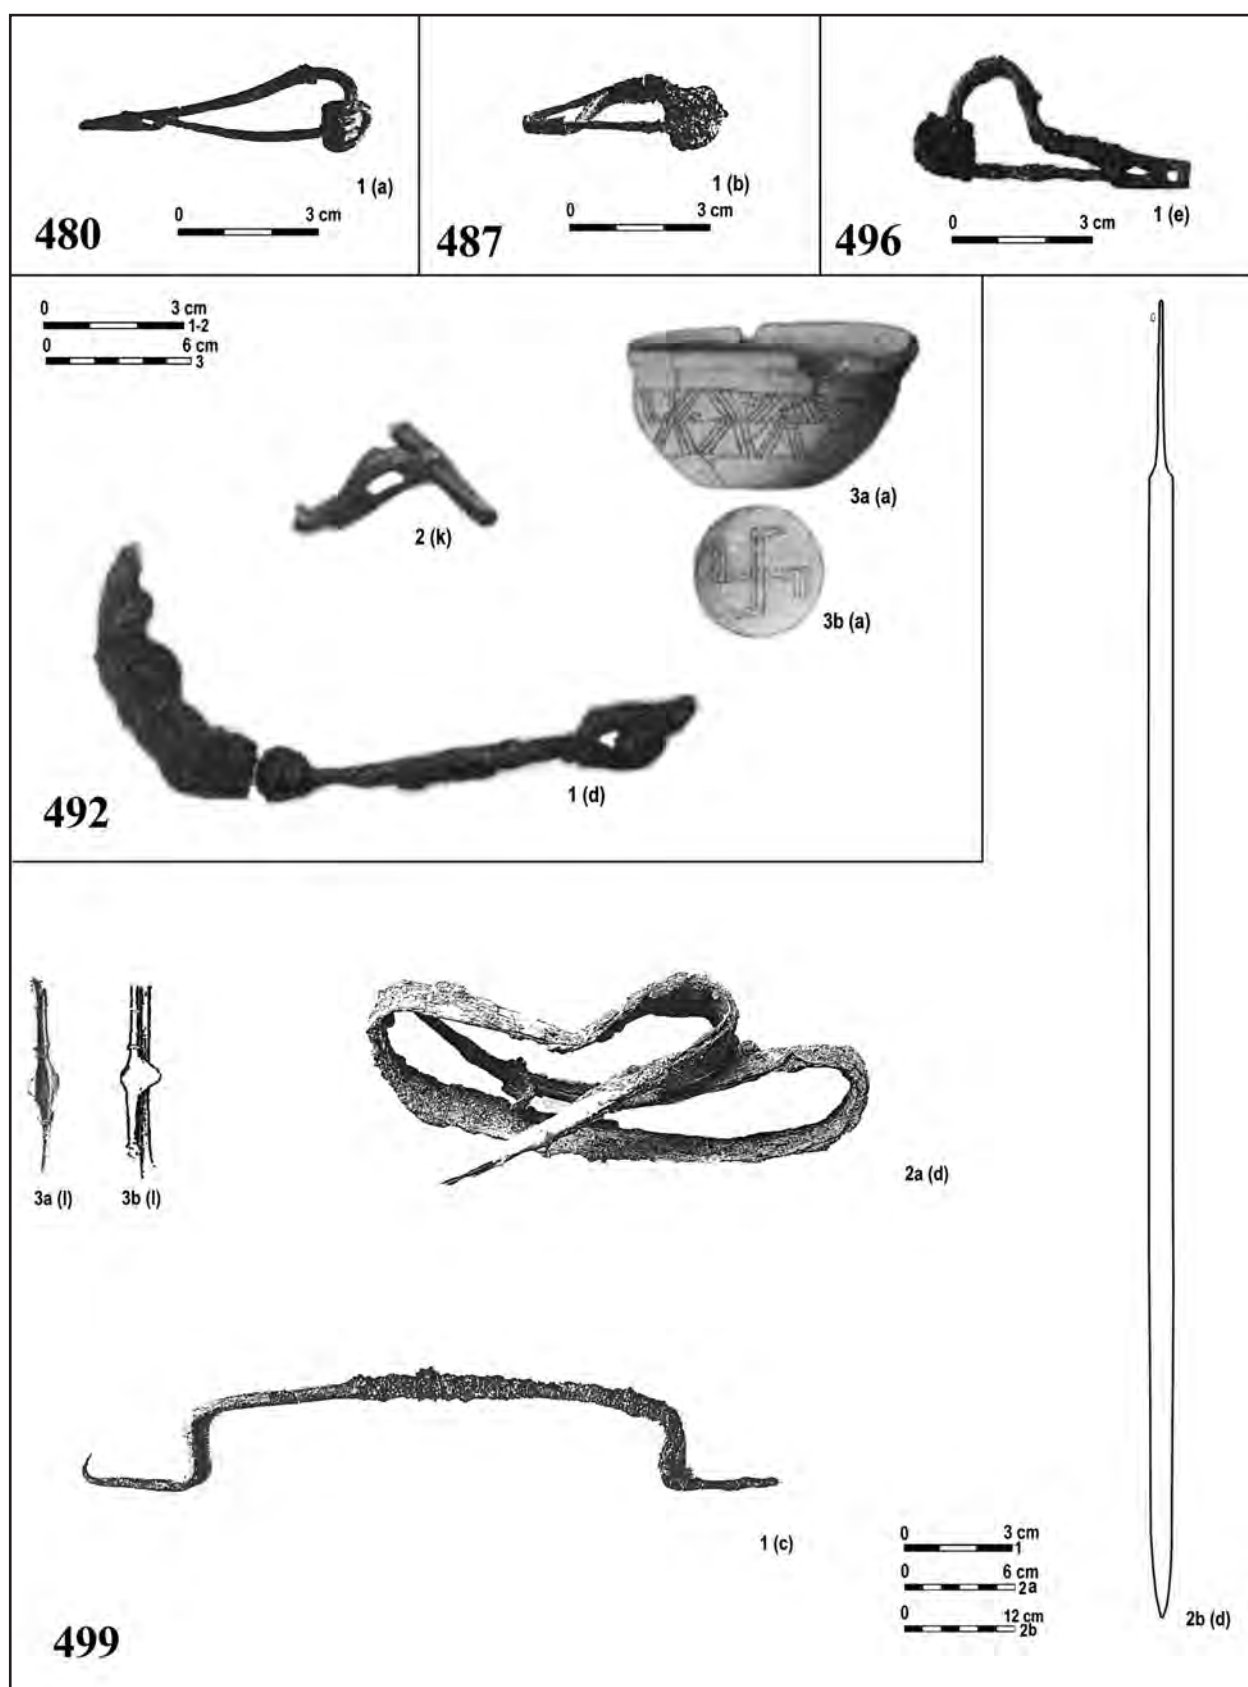 1 (a)
0 3 cm
480
1 (b)
0 3 cm
487
1 (e)
0 3 cm
496
0 3 cm
1-2
0 6 cm
3
3a (a)
2 (k)
3b (a)
1 (d)
492
3a (l)
3b (l)
2a (d)
1 (c)
0 3 cm
1
0 6 cm
2a
0 12 cm
2b
2b (d)
499